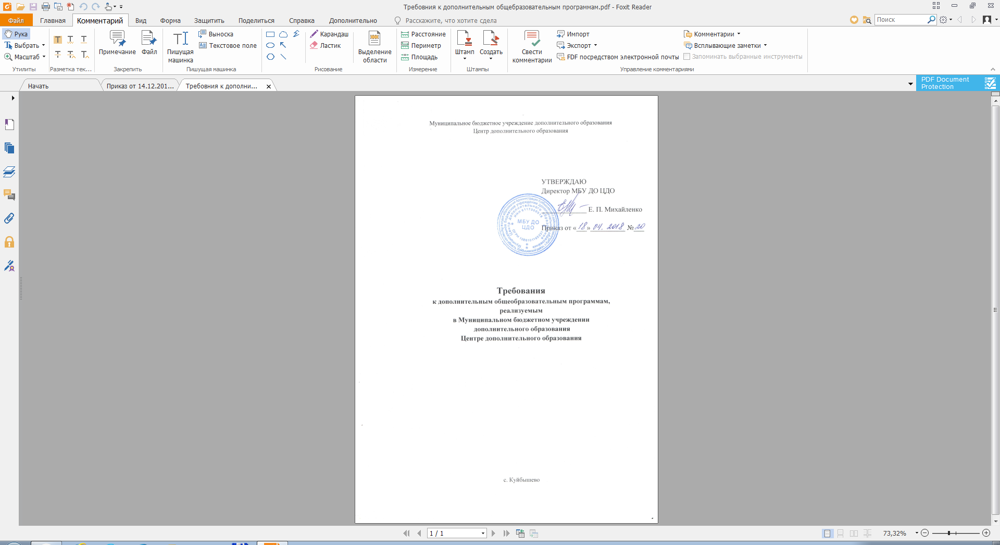 Требовния к дополнительным общебразовательным программам.pdf - Foxit Reader
Файл Главная Комментарий Вид Форма Защитить Поделиться Справка Дополнительно Расскажите, что хотите сдела Поиск
Рука
Выбрать
Масштаб
Утилиты
Разметка тек...
Примечание
Файл
Закрепить
Пишущая
машинка
Выноска
Текстовое поле
Пишущая машинка
Карандаш
Ластик
Рисование
Выделение
области
Расстояние
Периметр
Площадь
Измерение
Штамп
Создать
Штампы
Свести
комментарии
Импорт
Экспорт
FDF посредством электронной почты
Комментарии
Всплывающие заметки
Запоминать выбранные инструменты
Управление комментариями
Начать
Приказ от 14.12.201...
Требовния к дополни...
PDF Document
Protection
Муниципальное бюджетное учреждение дополнительного образования
Центр дополнительного образования
УТВЕРЖДАЮ
Директор МБУ ДО ЦДО
Е. П. Михайленко
Приказ от «18» 04. 2018 № 20
МБУ ДО
ЦДО
Требования
к дополнительным общеобразовательным программам,
реализуемым
в Муниципальном бюджетном учреждении
дополнительного образования
Центре дополнительного образования
с. Куйбышево
1 / 1
73,32%